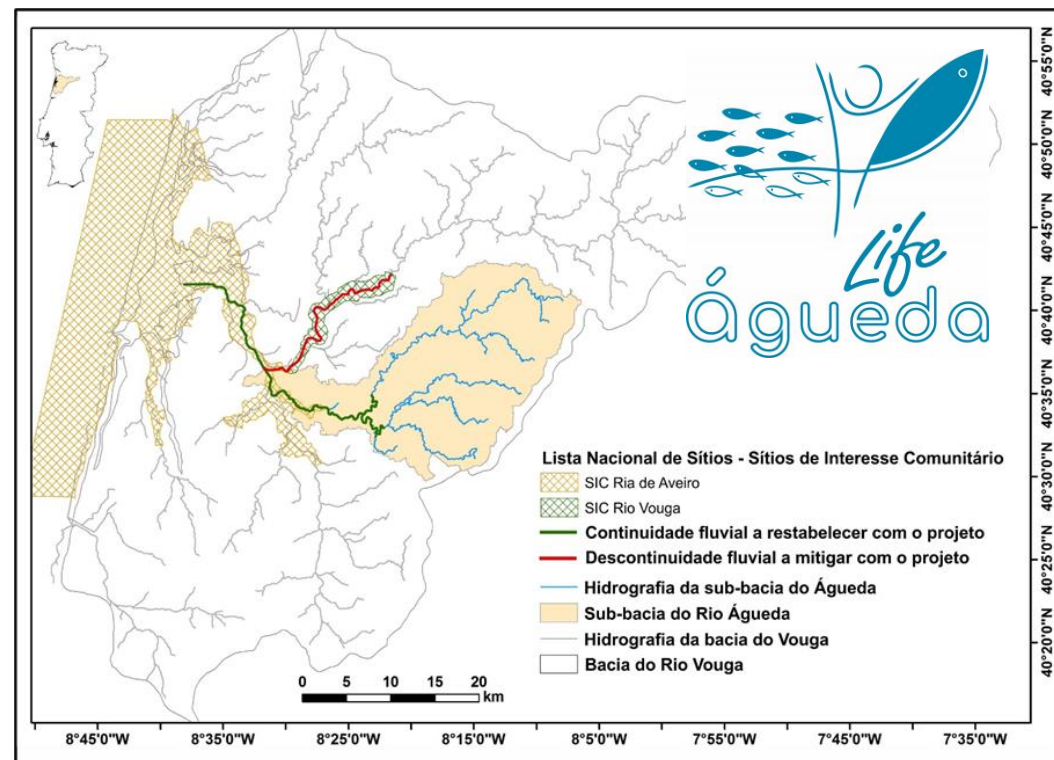 Life
Águeda
Lista Nacional de Sítios - Sítios de Interesse Comunitário
SIC Ria de Aveiro
SIC Rio Vouga
Continuidade fluvial a restabelecer com o projeto
Descontinuidade fluvial a mitigar com o projeto
Hidrografia da sub-bacia do Águeda
Sub-bacia do Rio Águeda
Hidrografia da bacia do Vouga
Bacia do Rio Vouga
0 5 10 15 20
km
40°55'0"N
40°50'0"N
40°45'0"N
40°40'0"N
40°35'0"N
40°30'0"N
40°25'0"N
40°20'0"N
8°45'0"W 8°35'0"W 8°25'0"W 8°15'0"W 8°5'0"W 7°55'0"W 7°45'0"W 7°35'0"W